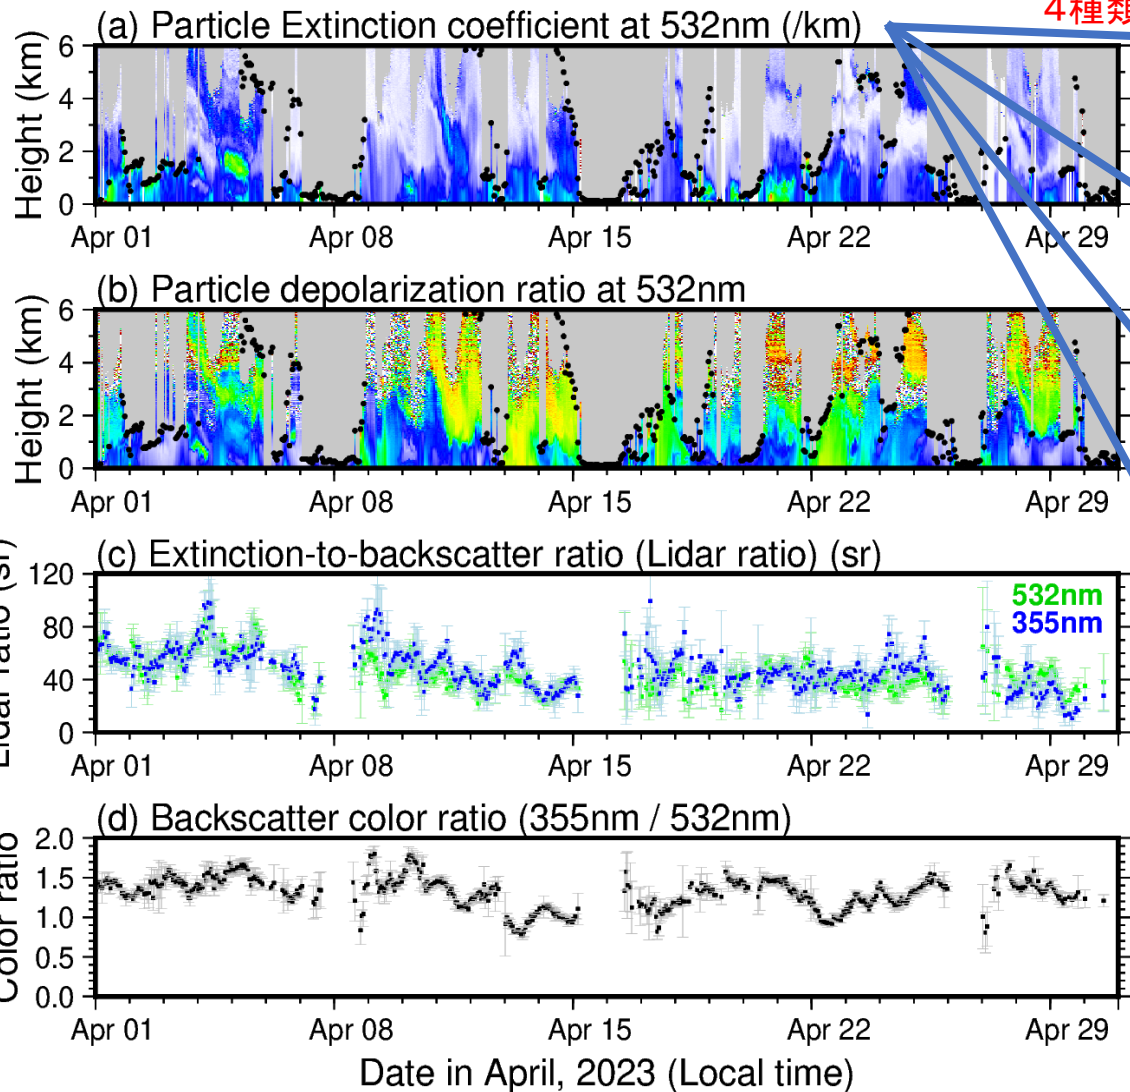 4種類
(a) Particle Extinction coefficient at 532nm (/km)
Height (km)
6
4
2
0
Apr 01 Apr 08 Apr 15 Apr 22 Apr 29
(b) Particle depolarization ratio at 532nm
Height (km)
6
4
2
0
Apr 01 Apr 08 Apr 15 Apr 22 Apr 29
(c) Extinction-to-backscatter ratio (Lidar ratio) (sr)
Lidar ratio (sr)
120
80
40
0
532nm
355nm
Apr 01 Apr 08 Apr 15 Apr 22 Apr 29
(d) Backscatter color ratio (355nm / 532nm)
Color ratio
2.0
1.5
1.0
0.5
0.0
Apr 01 Apr 08 Apr 15 Apr 22 Apr 29
Date in April, 2023 (Local time)